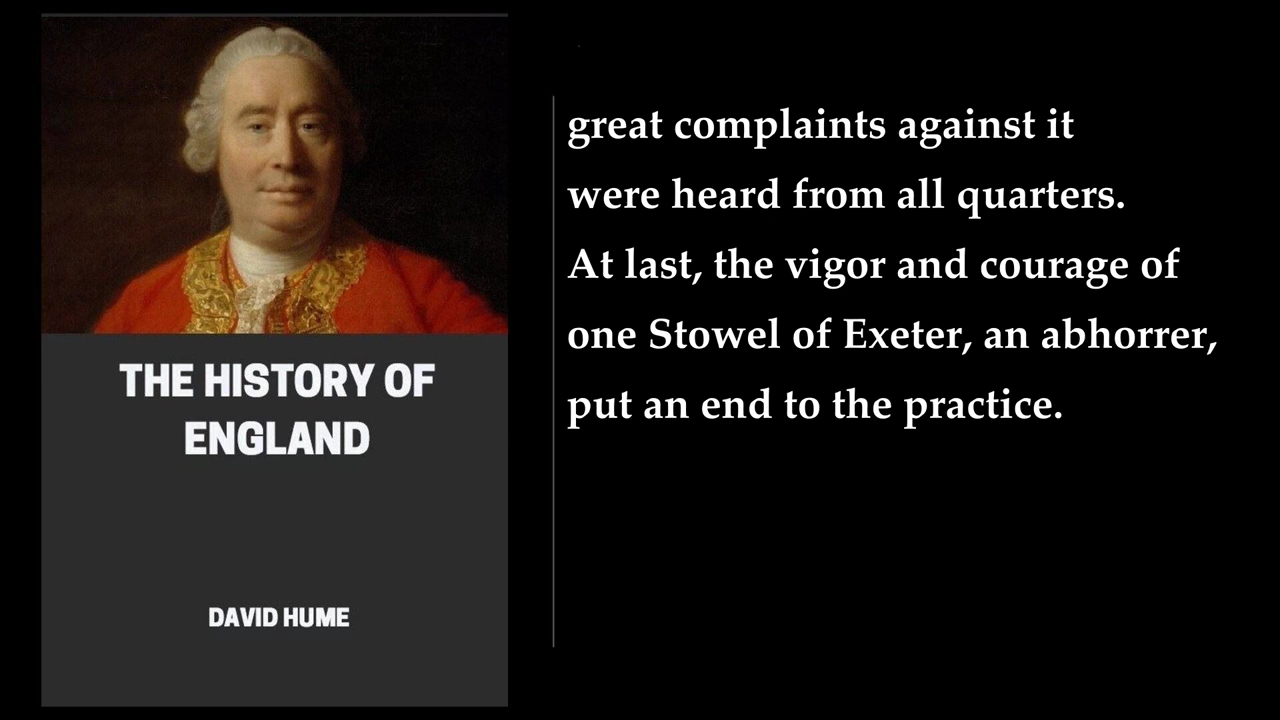 THE HISTORY OF
ENGLAND
DAVID HUME
great complaints against it
were heard from all quarters.
At last, the vigor and courage of
one Stowel of Exeter, an abhorrer,
put an end to the practice.